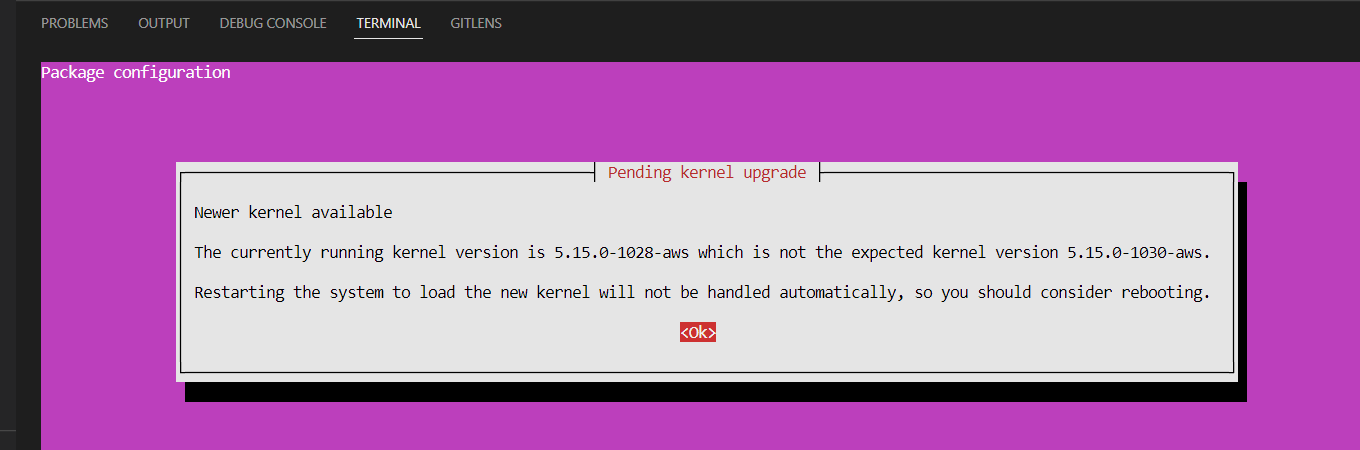 PROBLEMS OUTPUT DEBUG CONSOLE TERMINAL GITLENS
Package configuration
Pending kernel upgrade
Newer kernel available
The currently running kernel version is 5.15.0-1028-aws which is not the expected kernel version 5.15.0-1030-aws.
Restarting the system to load the new kernel will not be handled automatically, so you should consider rebooting.
<Ok>